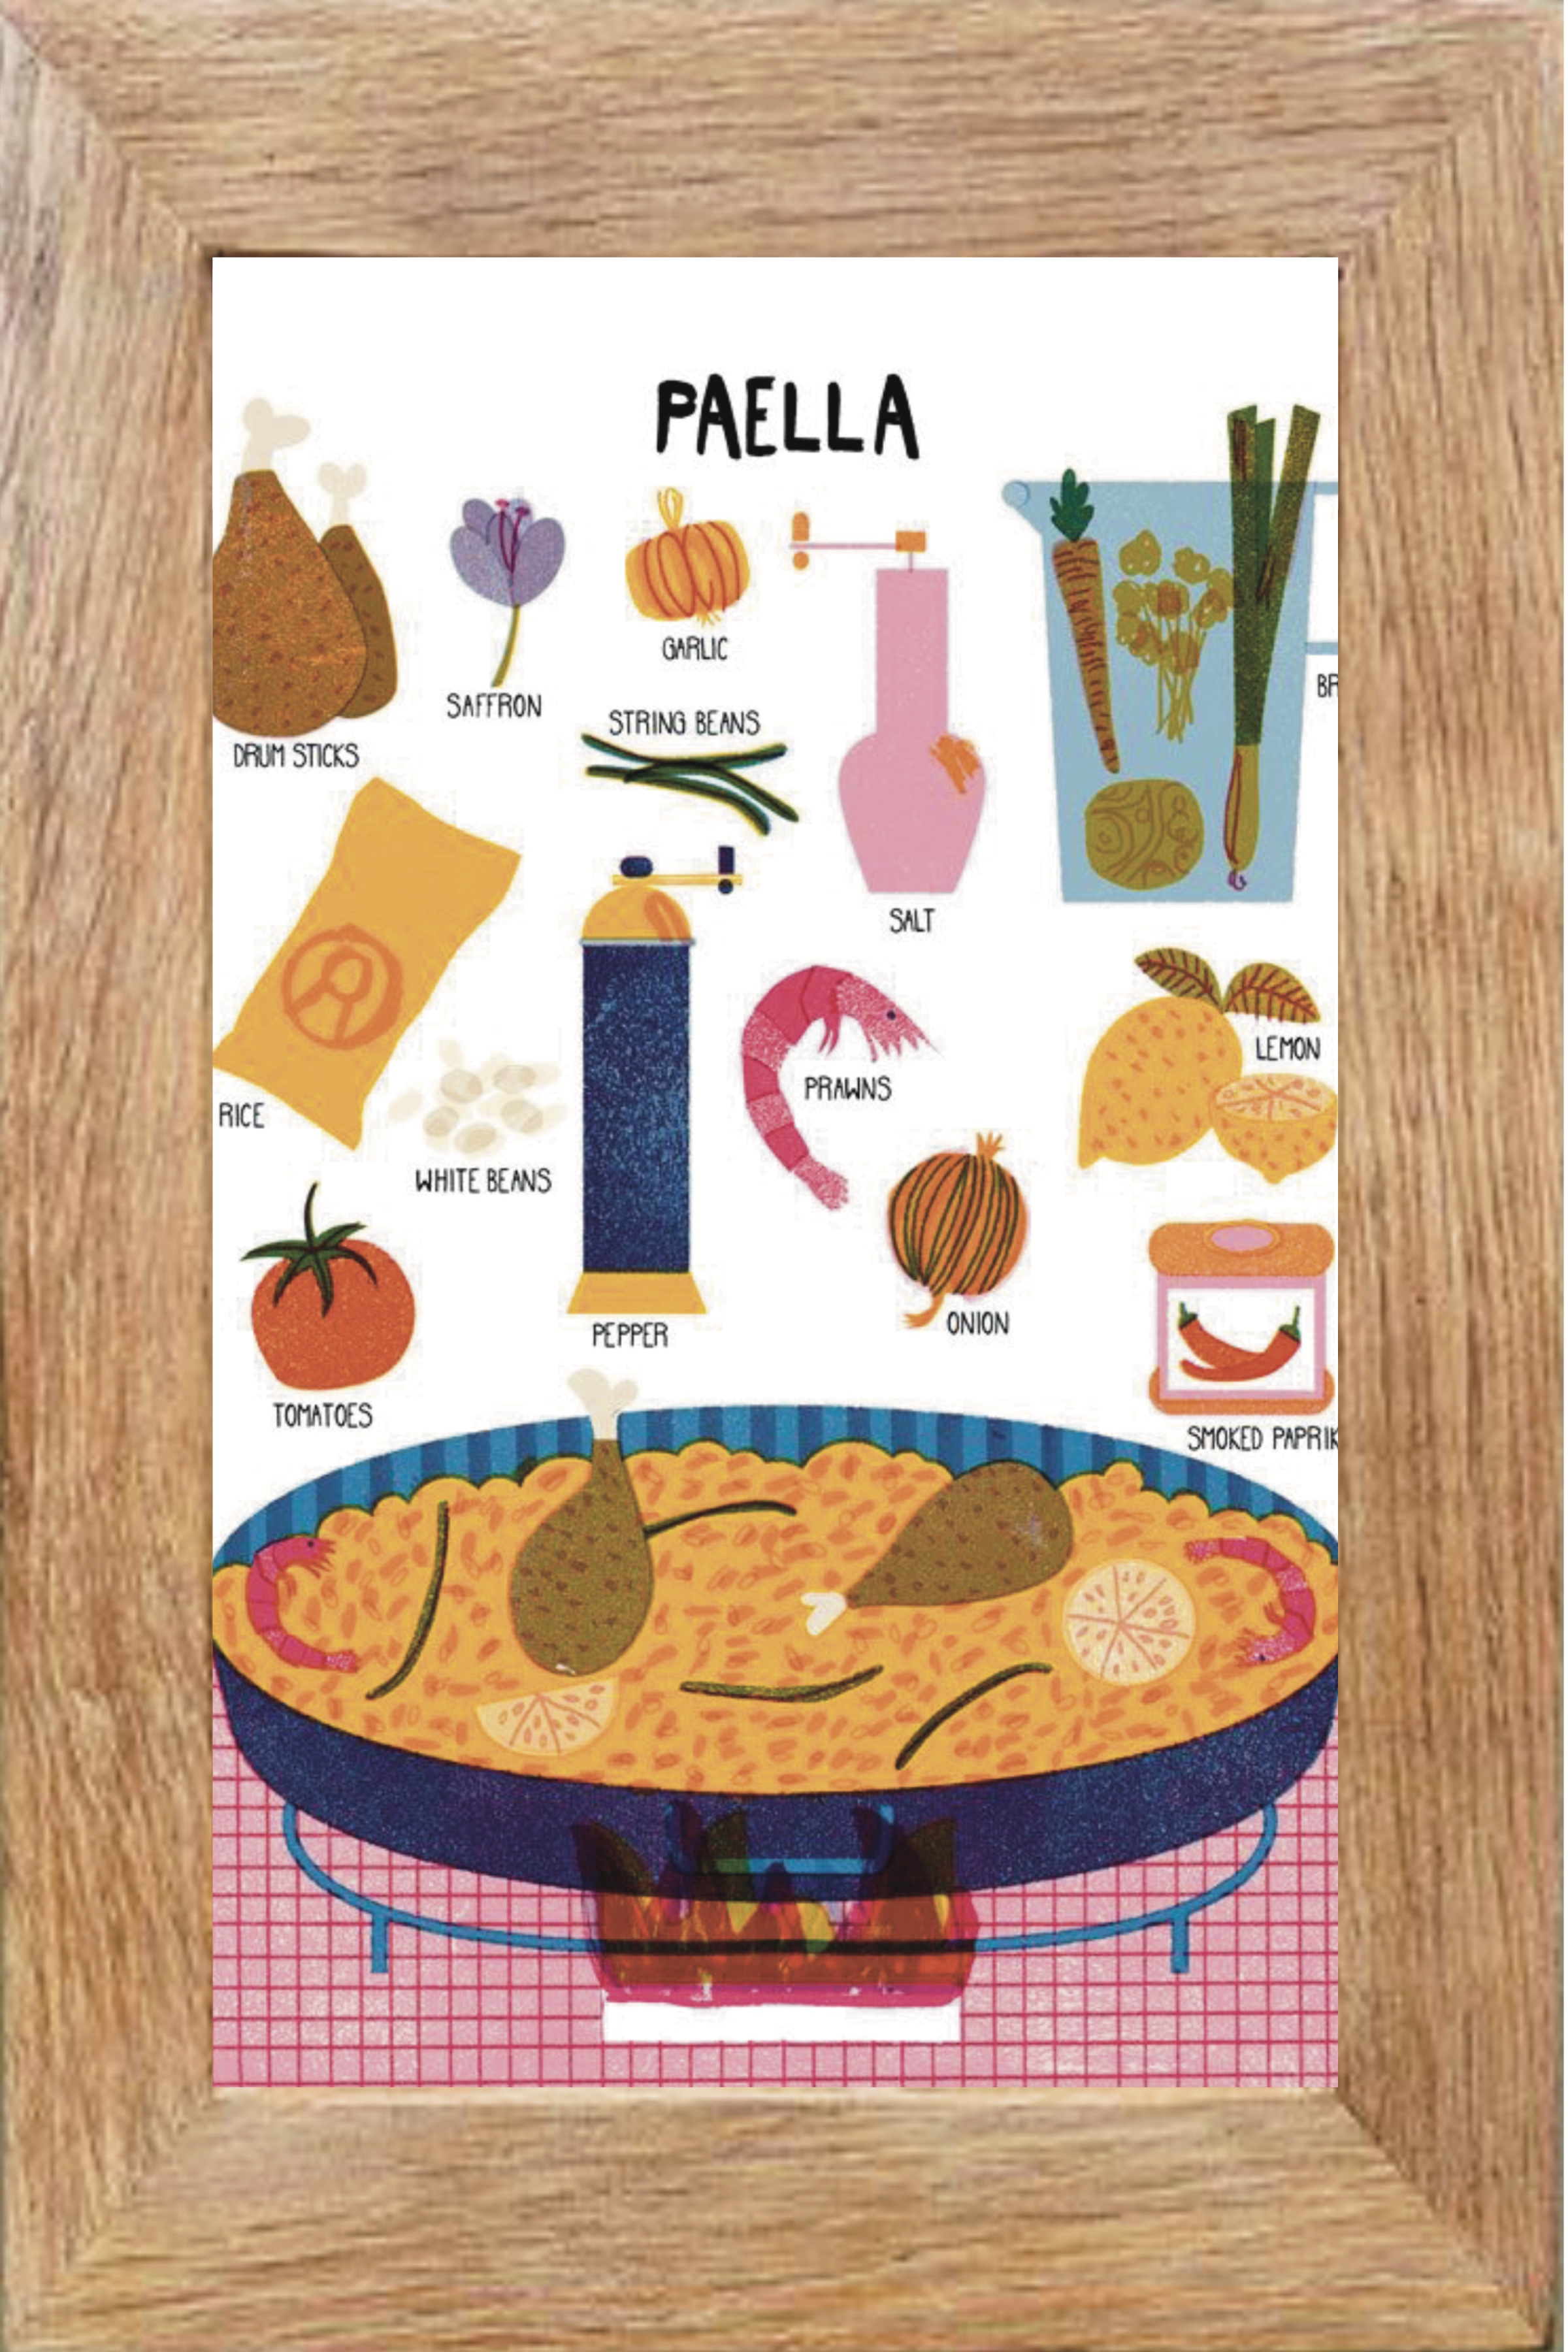 PAELLA
GARLIC
SAFFRON
STRING BEANS
DRUM STICKS
BR
SALT
LEMON
PRAWNS
RICE
WHITE BEANS
ONION
PEPPER
TOMATOES
SMOKED PAPRIK